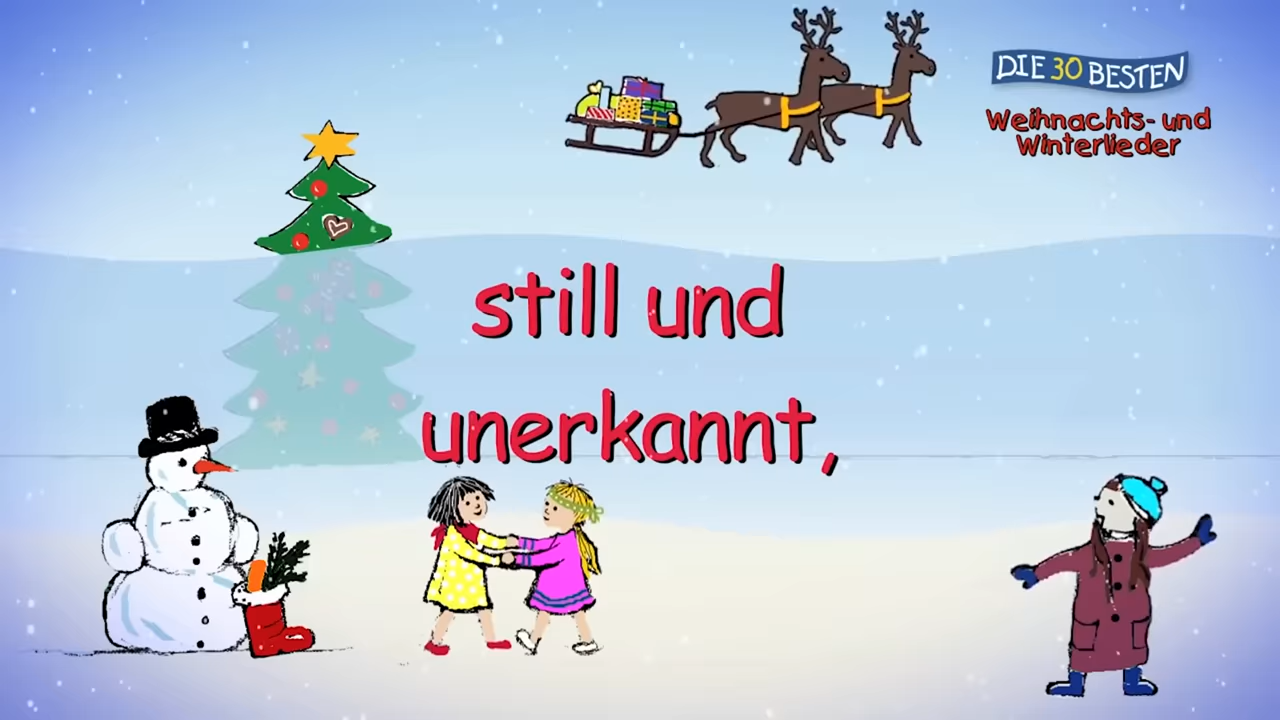 DIE 30 BESTEN
Weihnachts- und
Winterlieder
still und
unerkannt,